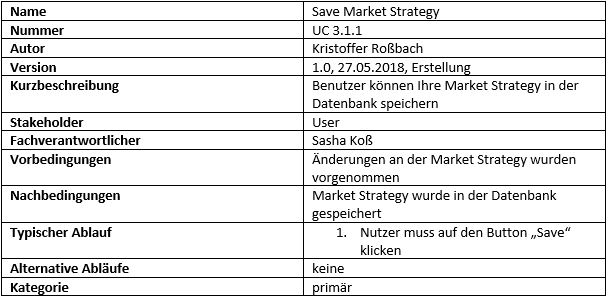 Name Save Market Strategy
Nummer UC 3.1.1
Autor Kristoffer Roßbach
Version 1.0, 27.05.2018, Erstellung
Kurzbeschreibung Benutzer können Ihre Market Strategy in der
Datenbank speichern
Stakeholder User
Fachverantwortlicher Sasha Koß
Vorbedingungen Änderungen an der Market Strategy wurden
vorgenommen
Nachbedingungen Market Strategy wurde in der Datenbank
gespeichert
Typischer Ablauf 1. Nutzer muss auf den Button „Save“
klicken
Alternative Abläufe keine
Kategorie primär